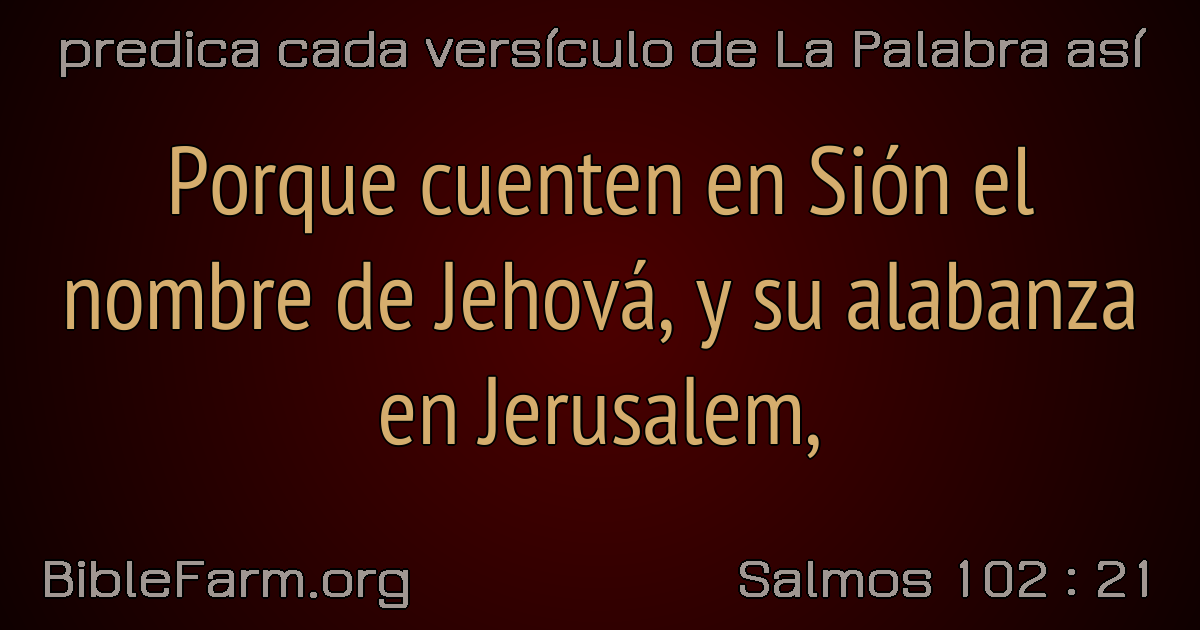 predica cada versículo de La Palabra así
Porque cuenten en Sión el
nombre de Jehová, y su alabanza
en Jerusalem,
BibleFarm.org
Salmos 102 : 21